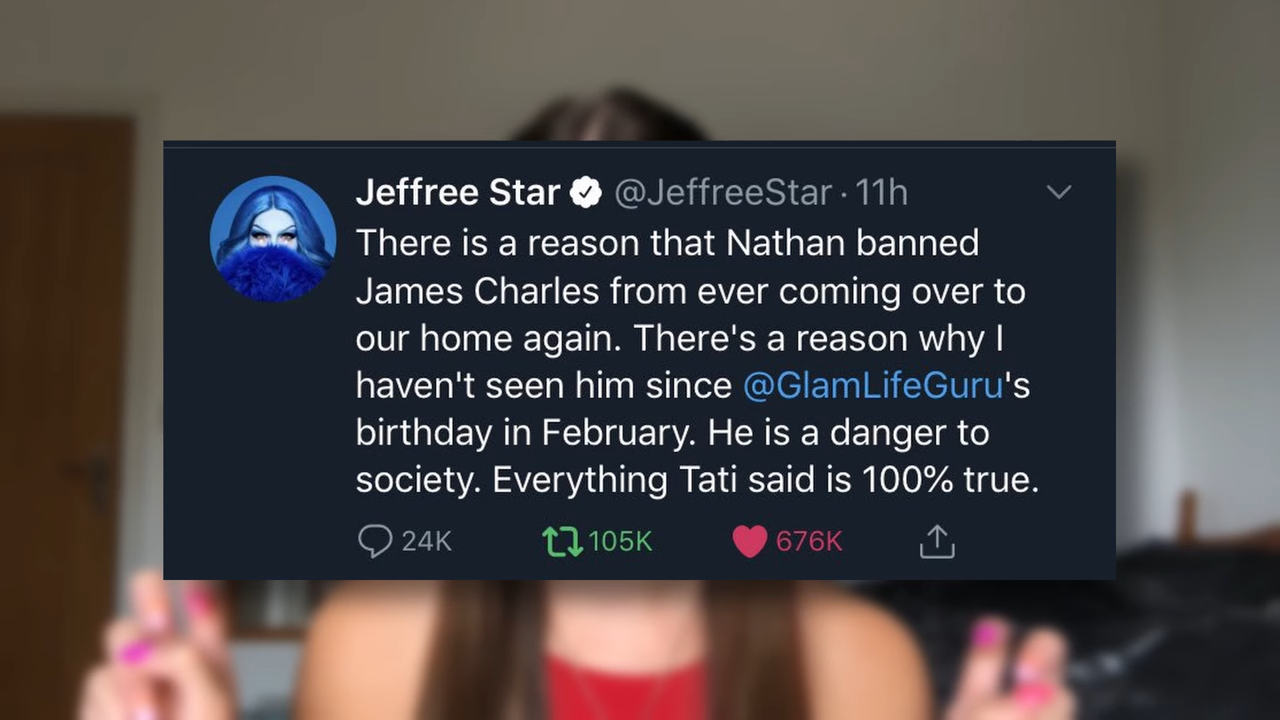 Jeffree Star @JeffreeStar · 11h
There is a reason that Nathan banned
James Charles from ever coming over to
our home again. There's a reason why I
haven't seen him since @GlamLifeGuru's
birthday in February. He is a danger to
society. Everything Tati said is 100% true.
24K 105K 676K